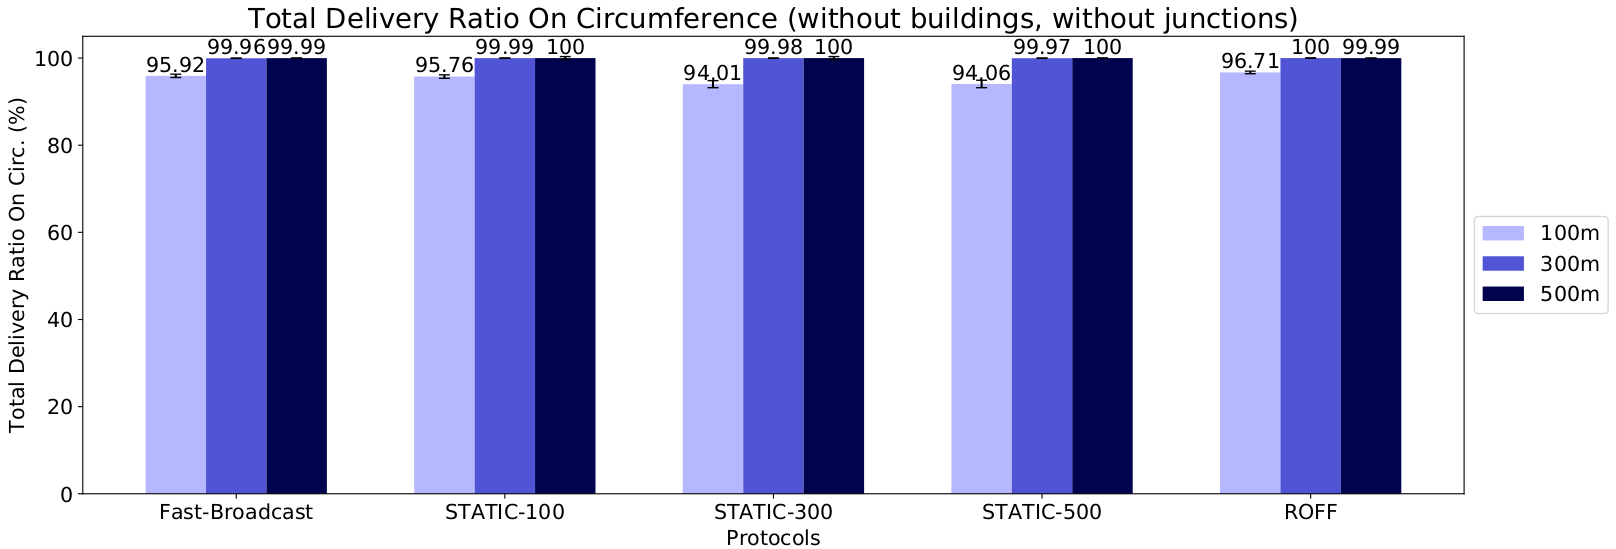 Total Delivery Ratio On Circumference (without buildings, without junctions)
Total Delivery Ratio On Circ. (%)
100
80
60
40
20
0
95.92 99.96 99.99
95.76 99.99 100
94.01 99.98 100
94.06 99.97 100
96.71 100 99.99
Fast-Broadcast STATIC-100 STATIC-300 STATIC-500 ROFF
Protocols
100m
300m
500m